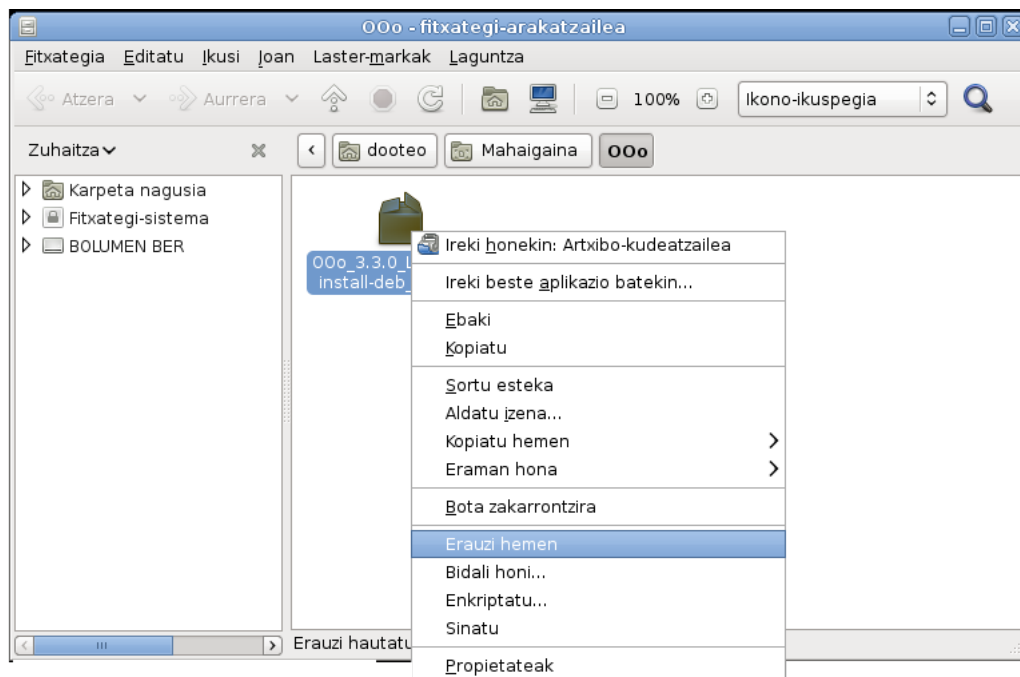 OOo - fitxategi-arakatzailea
Fitxategia Editatu Ikusi Joan Laster-markak Laguntza
Atzera Aurrera 100% Ikono-ikuspegia
Zuhaitza dooteo Mahaigaina OOo
Karpeta nagusia
Fitxategi-sistema
BOLUMEN BER
OOo_3.3.0_L
install-deb_
Ireki honekin: Artxibo-kudeatzailea
Ireki beste aplikazio batekin...
Ebaki
Kopiatu
Sortu esteka
Aldatu izena...
Kopiatu hemen
Eraman hona
Bota zakarrontzira
Erauzi hemen
Bidali honi...
Enkriptatu...
Sinatu
Propietateak
Erauzi hautatu